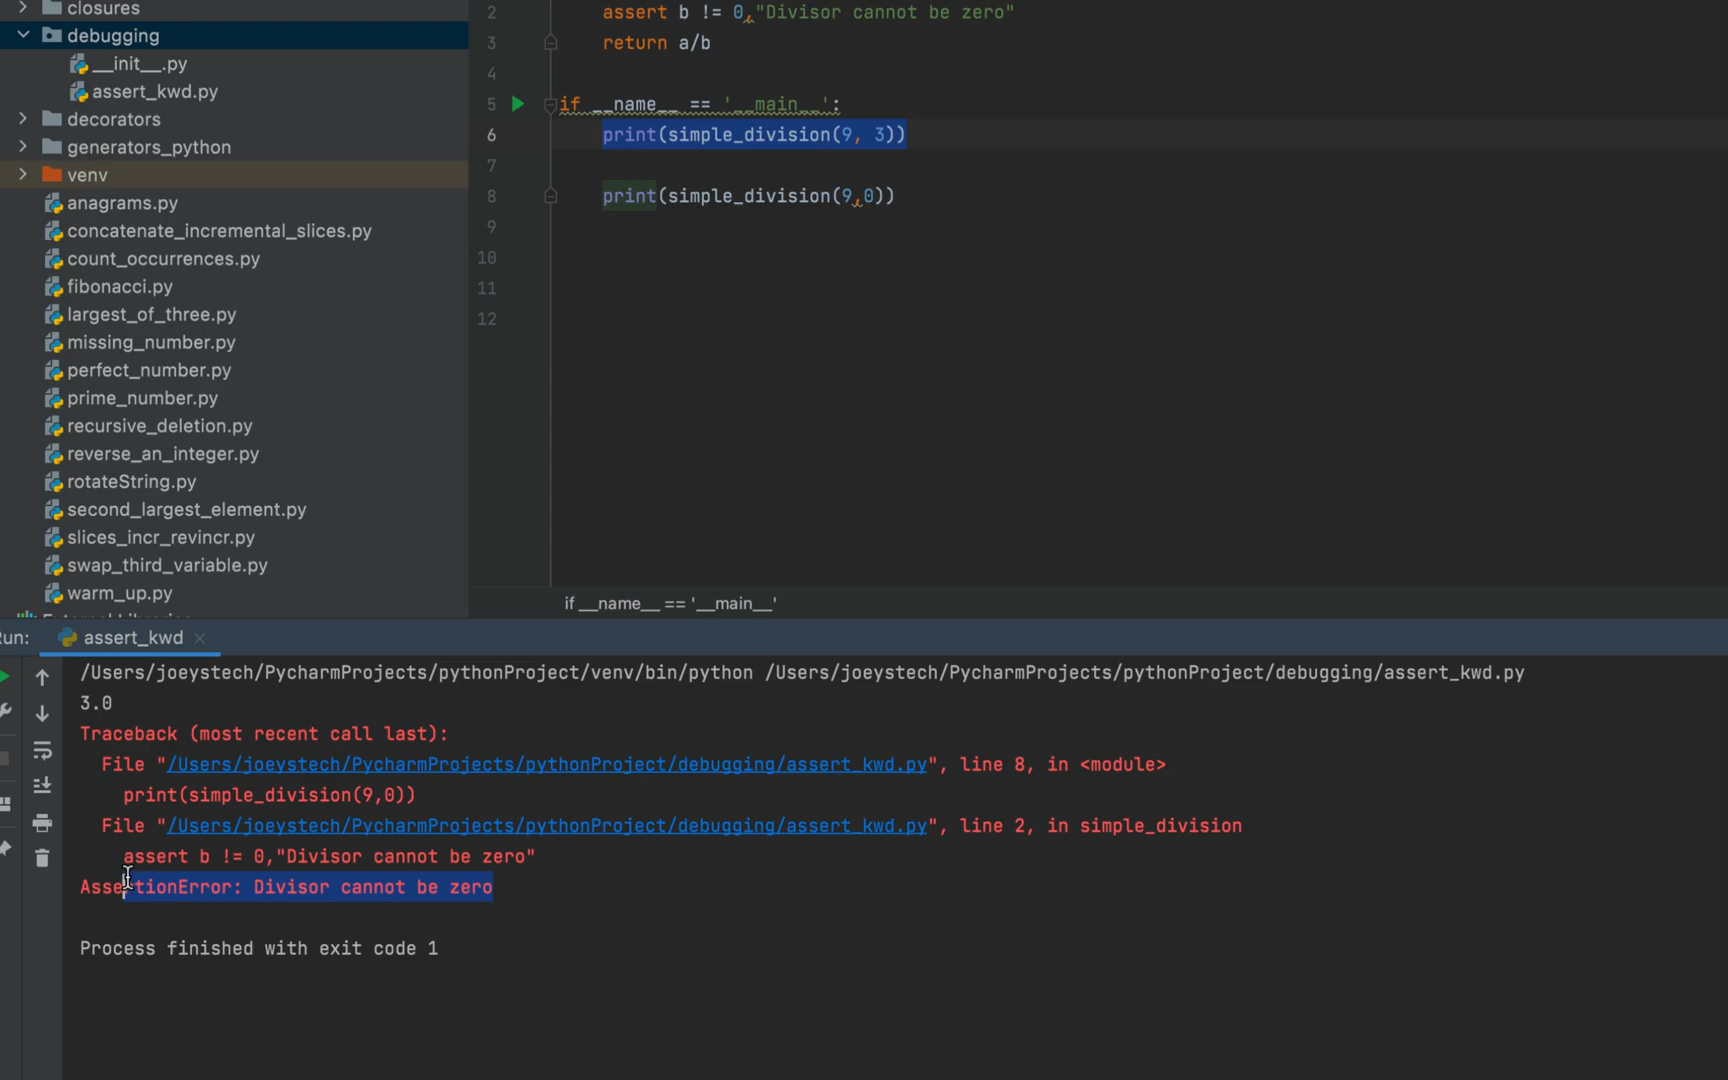 closures
debugging
__init__.py
assert_kwd.py
decorators
generators_python
venv
anagrams.py
concatenate_incremental_slices.py
count_occurrences.py
fibonacci.py
largest_of_three.py
missing_number.py
perfect_number.py
prime_number.py
recursive_deletion.py
reverse_an_integer.py
rotateString.py
second_largest_element.py
slices_incr_revincr.py
swap_third_variable.py
warm_up.py
2 assert b != 0,"Divisor cannot be zero"
3 return a/b
4
5 if __name__ == '__main__':
6 print(simple_division(9, 3))
7
8 print(simple_division(9,0))
9
10
11
12
if __name__ == '__main__'
un: assert_kwd
/Users/joeystech/PycharmProjects/pythonProject/venv/bin/python /Users/joeystech/PycharmProjects/pythonProject/debugging/assert_kwd.py
3.0
Traceback (most recent call last):
File "/Users/joeystech/PycharmProjects/pythonProject/debugging/assert_kwd.py", line 8, in <module>
print(simple_division(9,0))
File "/Users/joeystech/PycharmProjects/pythonProject/debugging/assert_kwd.py", line 2, in simple_division
assert b != 0,"Divisor cannot be zero"
AssertionError: Divisor cannot be zero
Process finished with exit code 1